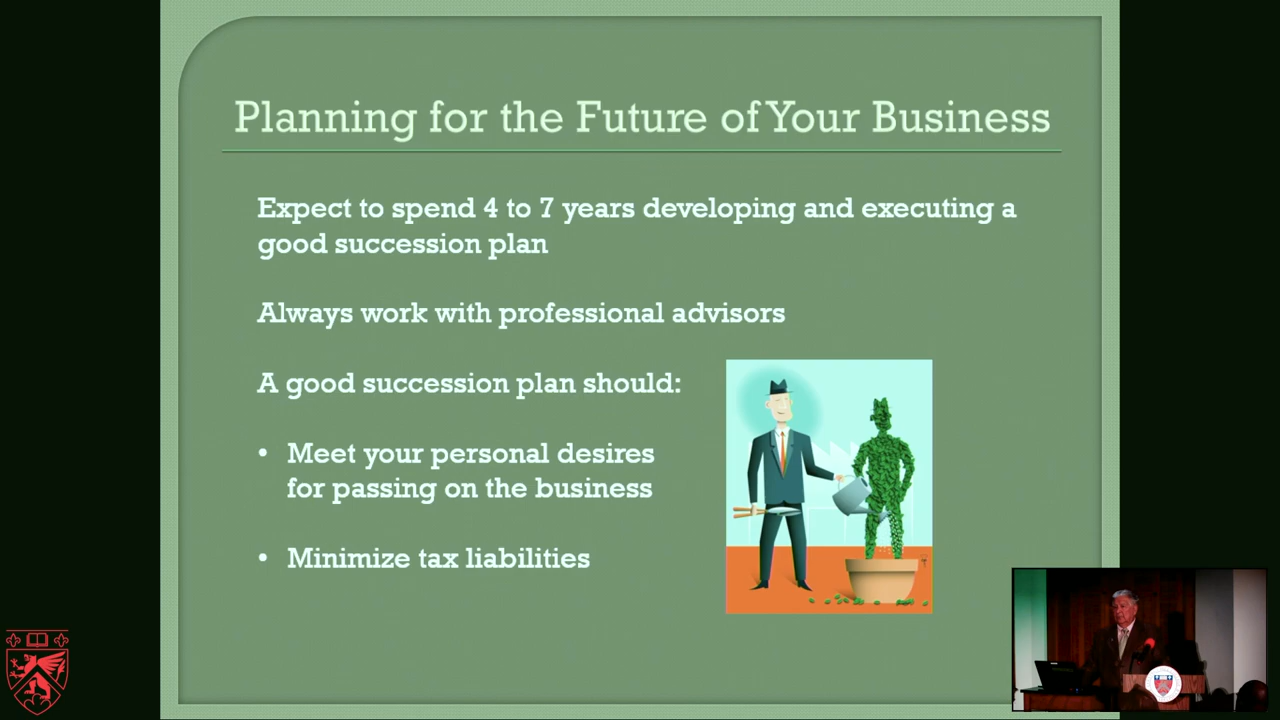 Planning for the Future of Your Business
Expect to spend 4 to 7 years developing and executing a
good succession plan
Always work with professional advisors
A good succession plan should:
• Meet your personal desires
for passing on the business
• Minimize tax liabilities